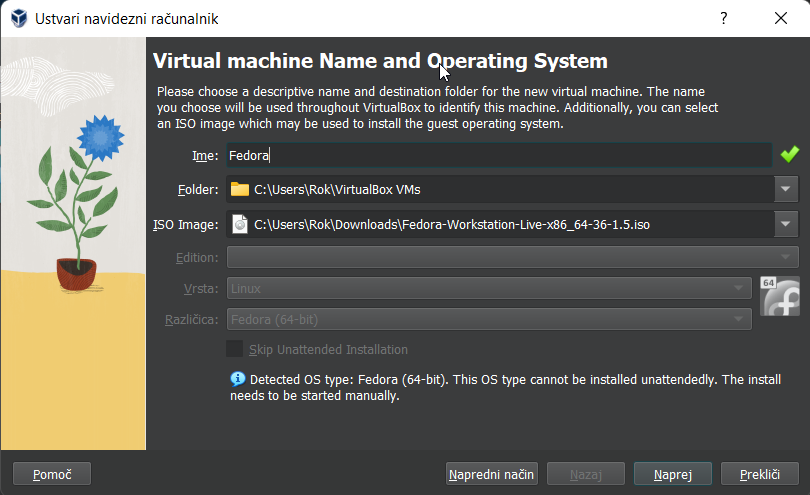 Ustvari navidezni računalnik
?
Virtual machine Name and Operating System
Please choose a descriptive name and destination folder for the new virtual machine. The name
you choose will be used throughout VirtualBox to identify this machine. Additionally, you can select
an ISO image which may be used to install the guest operating system.
Ime: Fedora
Folder: C:\Users\Rok\VirtualBox VMs
ISO Image: C:\Users\Rok\Downloads\Fedora-Workstation-Live-x86_64-36-1.5.iso
Edition:
Vrsta: Linux
64
Različica: Fedora (64-bit)
Skip Unattended Installation
Detected OS type: Fedora (64-bit). This OS type cannot be installed unattendedly. The install
needs to be started manually.
Pomoč Napredni način Nazaj Naprej Prekliči